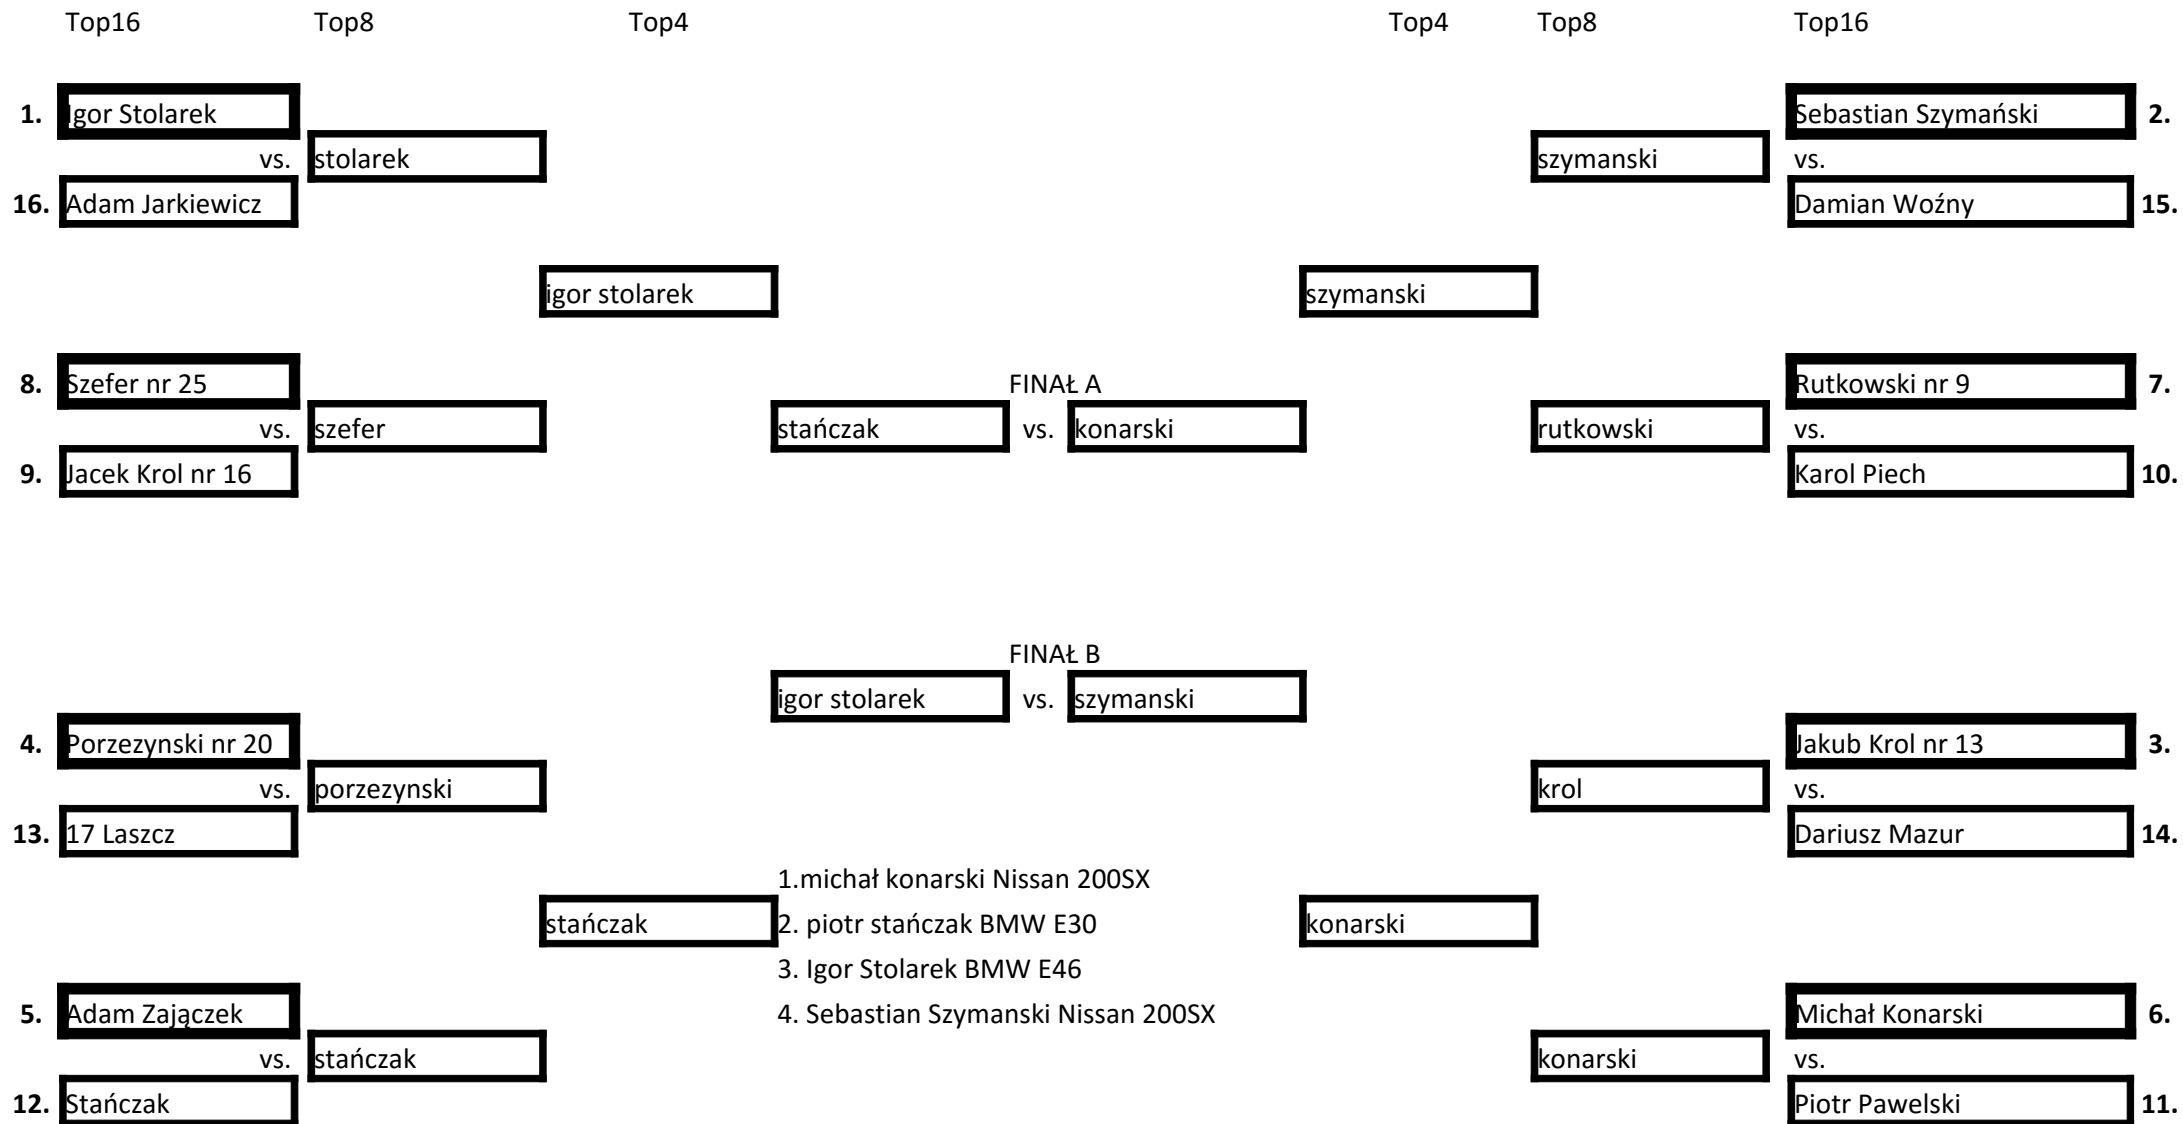 Top16 Top8 Top4 Top4 Top8 Top16
1. Igor Stolarek Sebastian Szymański 2.
vs. stolarek szymanski vs.
16. Adam Jarkiewicz Damian Woźny 15.
igor stolarek szymanski
8. Szefer nr 25 FINAŁ A Rutkowski nr 9 7.
vs. szefer stańczak vs. konarski rutkowski vs.
9. Jacek Krol nr 16 Karol Piech 10.
FINAŁ B
igor stolarek vs. szymanski
4. Porzezynski nr 20 Jakub Krol nr 13 3.
vs. porzezynski krol vs.
13. 17 Laszcz Dariusz Mazur 14.
1.michał konarski Nissan 200SX
stańczak 2. piotr stańczak BMW E30 konarski
3. Igor Stolarek BMW E46
5. Adam Zajączek 4. Sebastian Szymanski Nissan 200SX Michał Konarski 6.
vs. stańczak konarski vs.
12. Stańczak Piotr Pawelski 11.